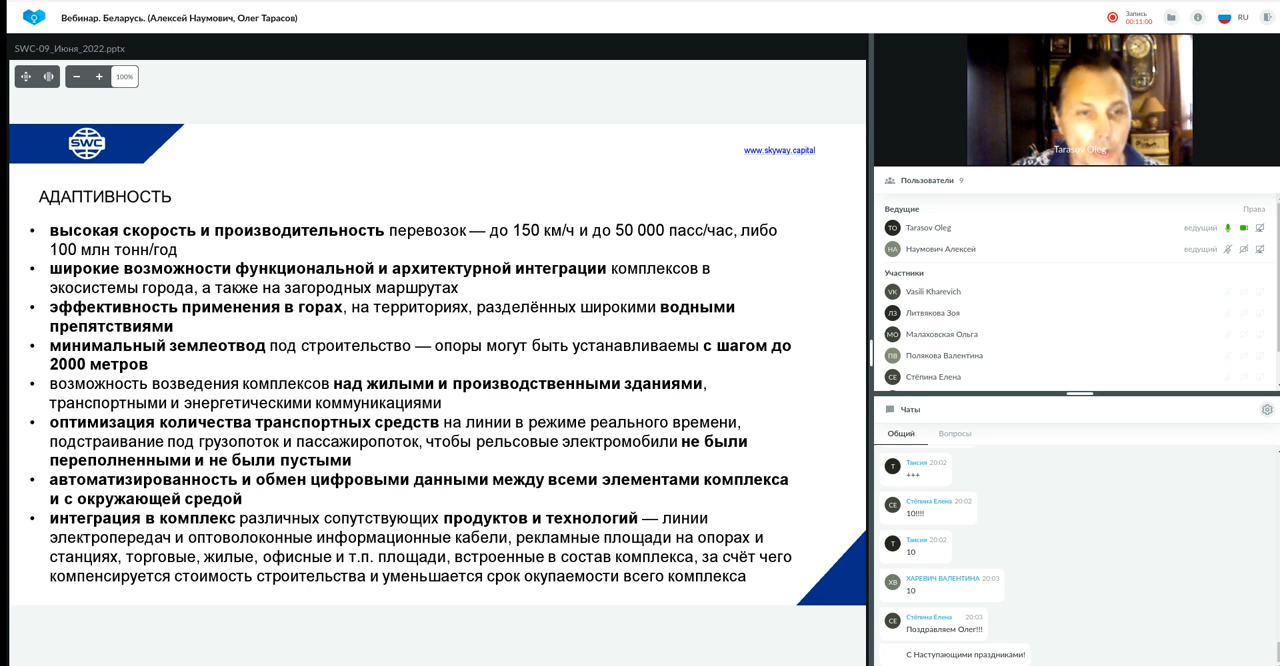 Вебинар. Беларусь. (Алексей Наумович, Олег Тарасов)
Запись
00:11:00
RU
SWC-09_Июня_2022.pptx
100%
SWC
www.skyway.capital
АДАПТИВНОСТЬ
• высокая скорость и производительность перевозок — до 150 км/ч и до 50 000 пасс/час, либо
100 млн тонн/год
• широкие возможности функциональной и архитектурной интеграции комплексов в
экосистемы города, а также на загородных маршрутах
• эффективность применения в горах, на территориях, разделённых широкими водными
препятствиями
• минимальный землеотвод под строительство — опоры могут быть устанавливаемы с шагом до
2000 метров
• возможность возведения комплексов над жилыми и производственными зданиями,
транспортными и энергетическими коммуникациями
• оптимизация количества транспортных средств на линии в режиме реального времени,
подстраивание под грузопоток и пассажиропоток, чтобы рельсовые электромобили не были
переполненными и не были пустыми
• автоматизированность и обмен цифровыми данными между всеми элементами комплекса
и с окружающей средой
• интеграция в комплекс различных сопутствующих продуктов и технологий — линии
электропередач и оптоволоконные информационные кабели, рекламные площади на опорах и
станциях, торговые, жилые, офисные и т.п. площади, встроенные в состав комплекса, за счёт чего
компенсируется стоимость строительства и уменьшается срок окупаемости всего комплекса
Tarasov Oleg
Пользователи 9
Ведущие Права
TO Tarasov Oleg ведущий
НА Наумович Алексей ведущий
Участники
VK Vasili Kharevich
ЛЗ Литвякова Зоя
МО Малаховская Ольга
ПВ Полякова Валентина
СЕ Стёпина Елена
Чаты
Общий Вопросы
Т Таисия 20:02
+++
СЕ Стёпина Елена 20:02
10!!!!
Т Таисия 20:02
10
ХВ ХАРЕВИЧ ВАЛЕНТИНА 20:03
10
СЕ Стёпина Елена 20:03
Поздравляем Олег!!!
С Наступающими праздниками!